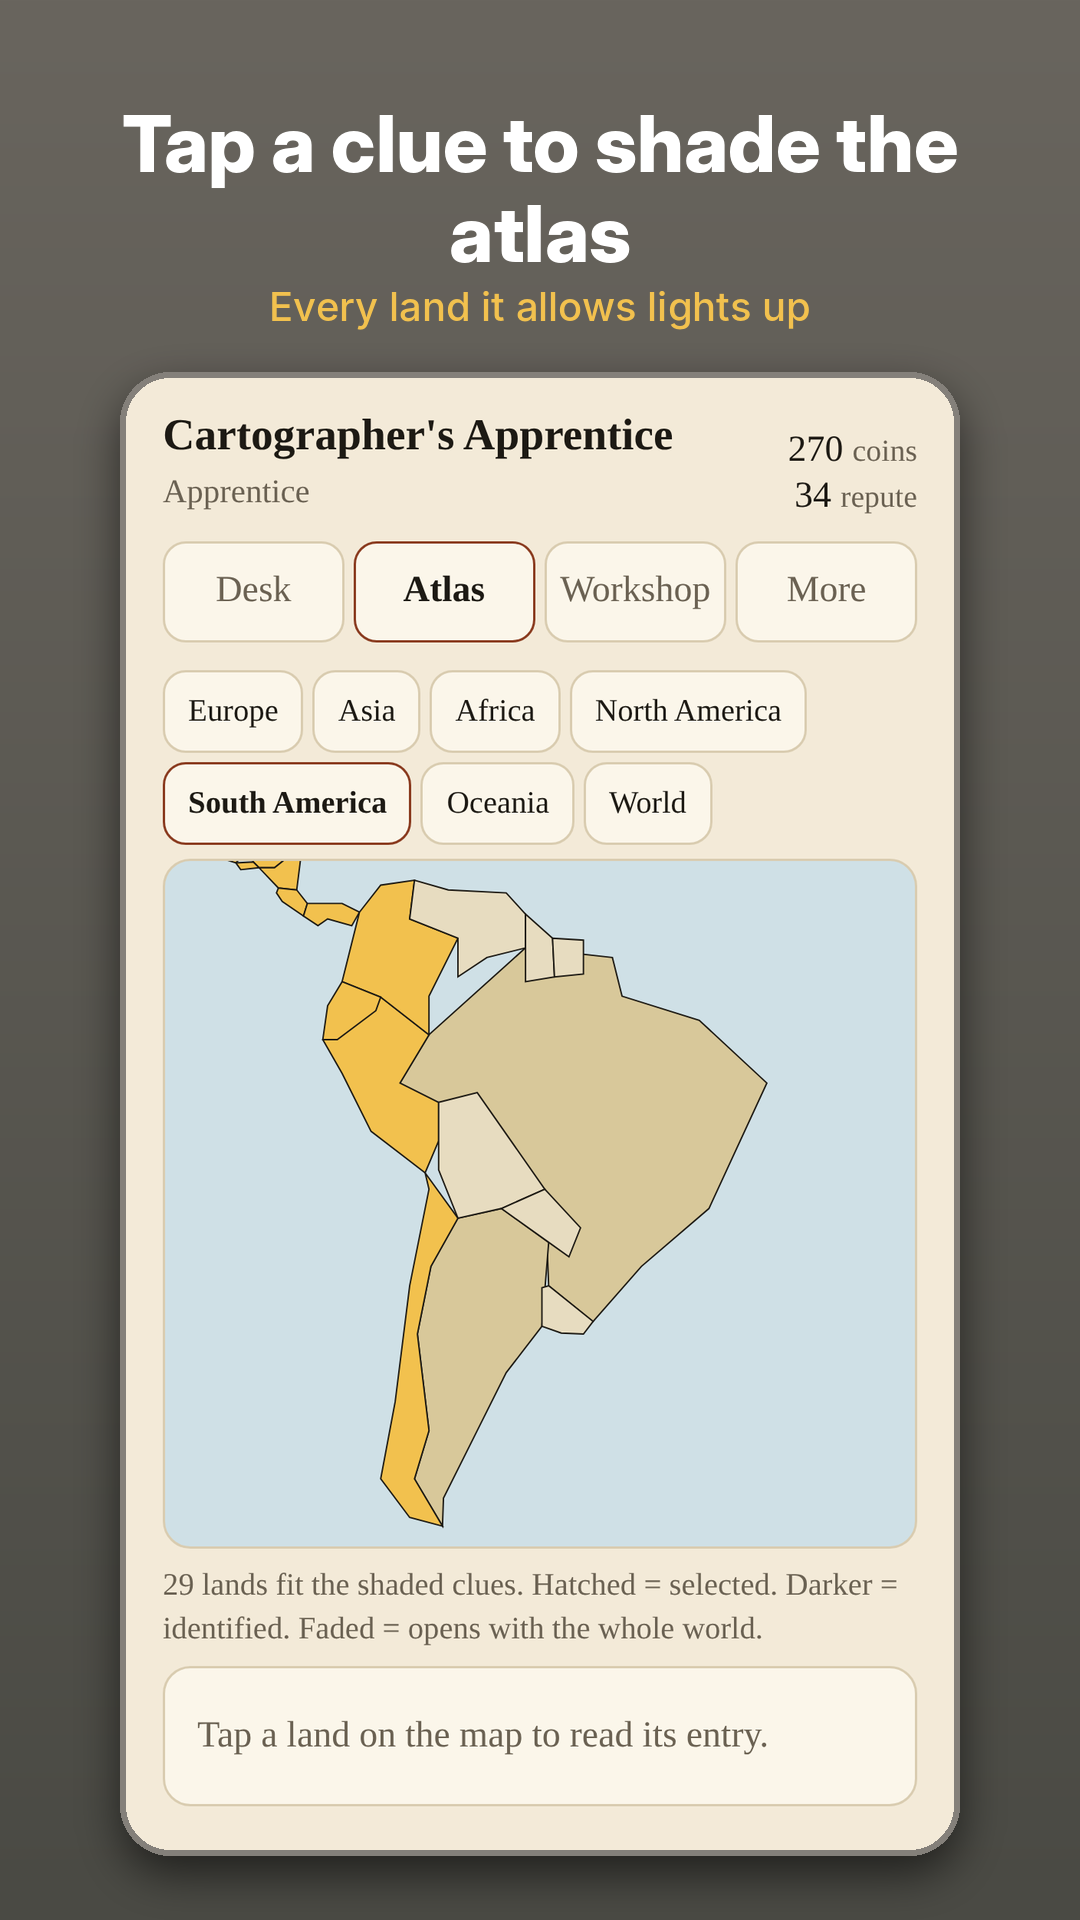 Tap a clue to shade the
atlas
Every land it allows lights up
Cartographer's Apprentice
270 coins
Apprentice
34 repute
Desk
Atlas
Workshop
More
Europe
Asia
Africa
North America
South America
Oceania
World
29 lands fit the shaded clues. Hatched = selected. Darker =
identified. Faded = opens with the whole world.
Tap a land on the map to read its entry.